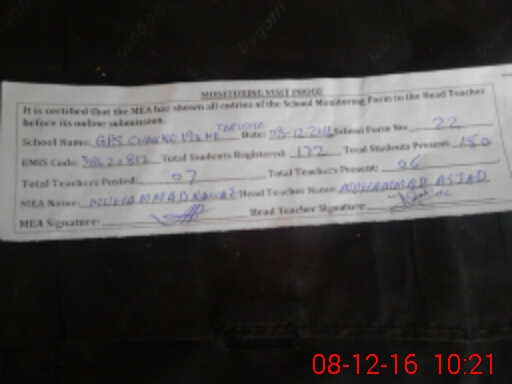 MONITORING VISIT PROOF
It is certified that the MEA has shown all entries of the School Monitoring Form to the Head Teacher
before its online submission.
School Name: GPS Date: 08-12-2016 School Form No. 22
EMIS Code: Total Students Registered: 172 Total Students Present: 150
Total Teachers Posted: 07 Total Teachers Present: 06
MEA Name: MUHAMMAD NAWAZ Head Teacher Name: MUHAMMAD
MEA Signature: Head Teacher Signature:
08-12-16 10:21